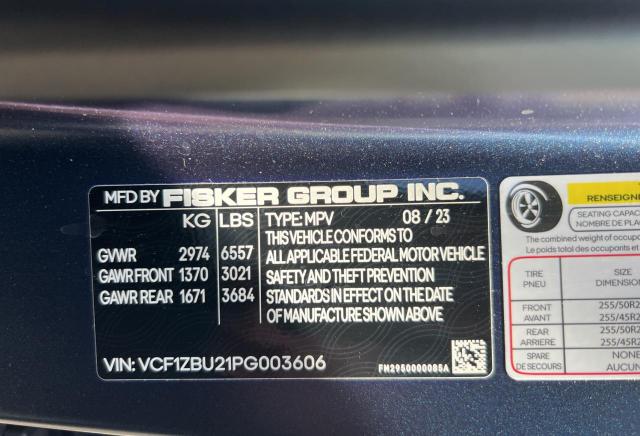 MFD BY FISKER GROUP INC.
KG LBS TYPE: MPV 08 / 23
THIS VEHICLE CONFORMS TO
GVWR 2974 6557 ALL APPLICABLE FEDERAL MOTOR VEHICLE
GAWR FRONT 1370 3021 SAFETY AND THEFT PREVENTION
GAWR REAR 1671 3684 STANDARDS IN EFFECT ON THE DATE
OF MANUFACTURE SHOWN ABOVE
VIN: VCF1ZBU21PG003606 FM2950000085A
RENSEIGNE
SEATING CAPAC
NOMBRE DE PLA
The combined weight of occup
Le poids total des occupants et
TIRE SIZE
PNEU DIMENSION
FRONT 255/50R2
AVANT 255/45R2
REAR 255/50R2
ARRIERE 255/45R2
SPARE NONE
DE SECOURS AUCUN